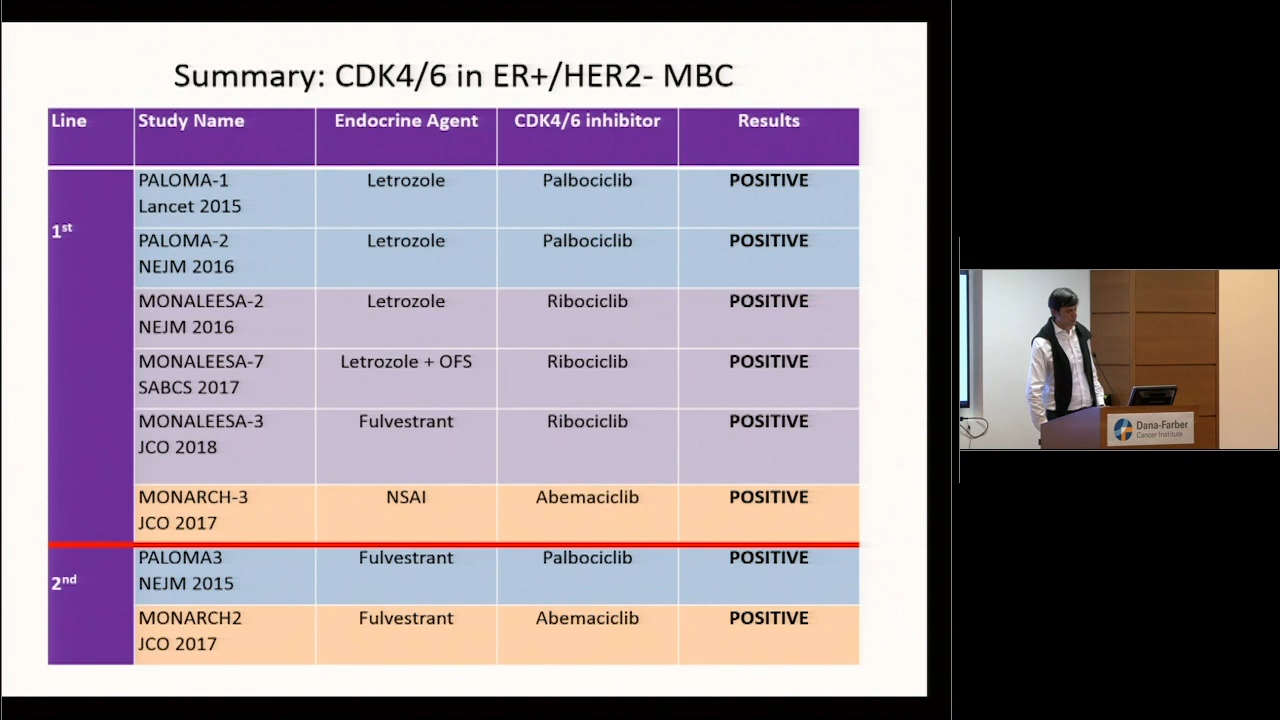 Summary: CDK4/6 in ER+/HER2- MBC
Line Study Name Endocrine Agent CDK4/6 inhibitor Results
1st
PALOMA-1 Letrozole Palbociclib POSITIVE
Lancet 2015
PALOMA-2 Letrozole Palbociclib POSITIVE
NEJM 2016
MONALEESA-2 Letrozole Ribociclib POSITIVE
NEJM 2016
MONALEESA-7 Letrozole + OFS Ribociclib POSITIVE
SABCS 2017
MONALEESA-3 Fulvestrant Ribociclib POSITIVE
JCO 2018
MONARCH-3 NSAI Abemaciclib POSITIVE
JCO 2017
2nd
PALOMA3 Fulvestrant Palbociclib POSITIVE
NEJM 2015
MONARCH2 Fulvestrant Abemaciclib POSITIVE
JCO 2017
Dana-Farber
Cancer Institute